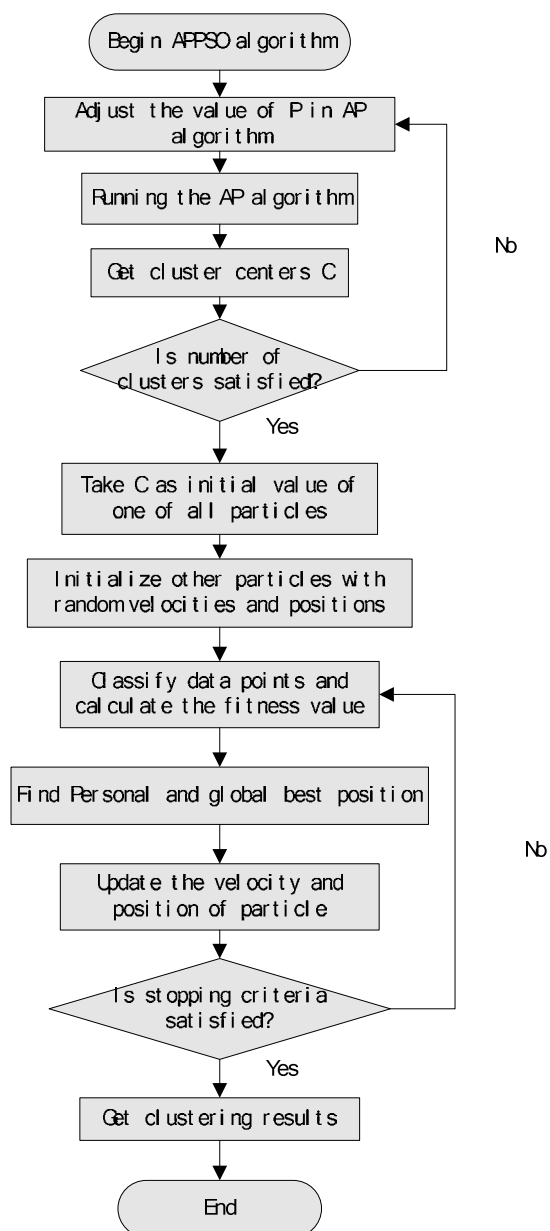 Begin APPSO algorithm
Adjust the value of P in AP
algorithm
Running the AP algorithm
Get cluster centers C
No
Is number of
clusters satisfied?
Yes
Take C as initial value of
one of all particles
Initialize other particles with
random velocities and positions
Classify data points and
calculate the fitness value
Find Personal and global best position
No
Update the velocity and
position of particle
Is stopping criteria
satisfied?
Yes
Get clustering results
End